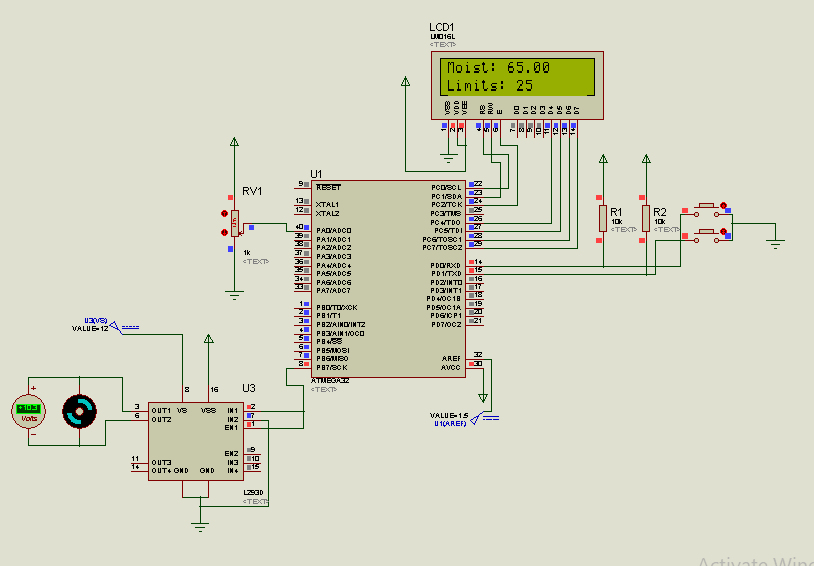 LCD1
LM016L
<TEXT>
Moist: 65.00
Limits: 25
VSS VDD VEE RS RW E D0 D1 D2 D3 D4 D5 D6 D7
1 2 3 4 5 6 7 8 9 10 11 12 13 14
RV1
1k
<TEXT>
U1
9 RESET
13 XTAL1
12 XTAL2
40 PA0/ADC0
39 PA1/ADC1
38 PA2/ADC2
37 PA3/ADC3
36 PA4/ADC4
35 PA5/ADC5
34 PA6/ADC6
33 PA7/ADC7
1 PB0/T0/XCK
2 PB1/T1
3 PB2/AIN0/INT2
4 PB3/AIN1/OC0
5 PB4/SS
6 PB5/MOSI
7 PB6/MISO
8 PB7/SCK
PC0/SCL 22
PC1/SDA 23
PC2/TCK 24
PC3/TMS 25
PC4/TDO 26
PC5/TDI 27
PC6/TOSC1 28
PC7/TOSC2 29
PD0/RXD 14
PD1/TXD 15
PD2/INT0 16
PD3/INT1 17
PD4/OC1B 18
PD5/OC1A 19
PD6/ICP1 20
PD7/OC2 21
AREF 32
AVCC 30
ATMEGA32
<TEXT>
R1
10k
<TEXT>
R2
10k
<TEXT>
VALUE=1.5
U1(AREF)
U3(VS)
VALUE=12
Volts
U3
8 16
3 OUT1 VS VSS IN1 2
6 OUT2 IN2 7
EN1 1
EN2 9
11 OUT3 IN3 10
14 OUT4 GND GND IN4 15
L293D
<TEXT>
Activate Wind